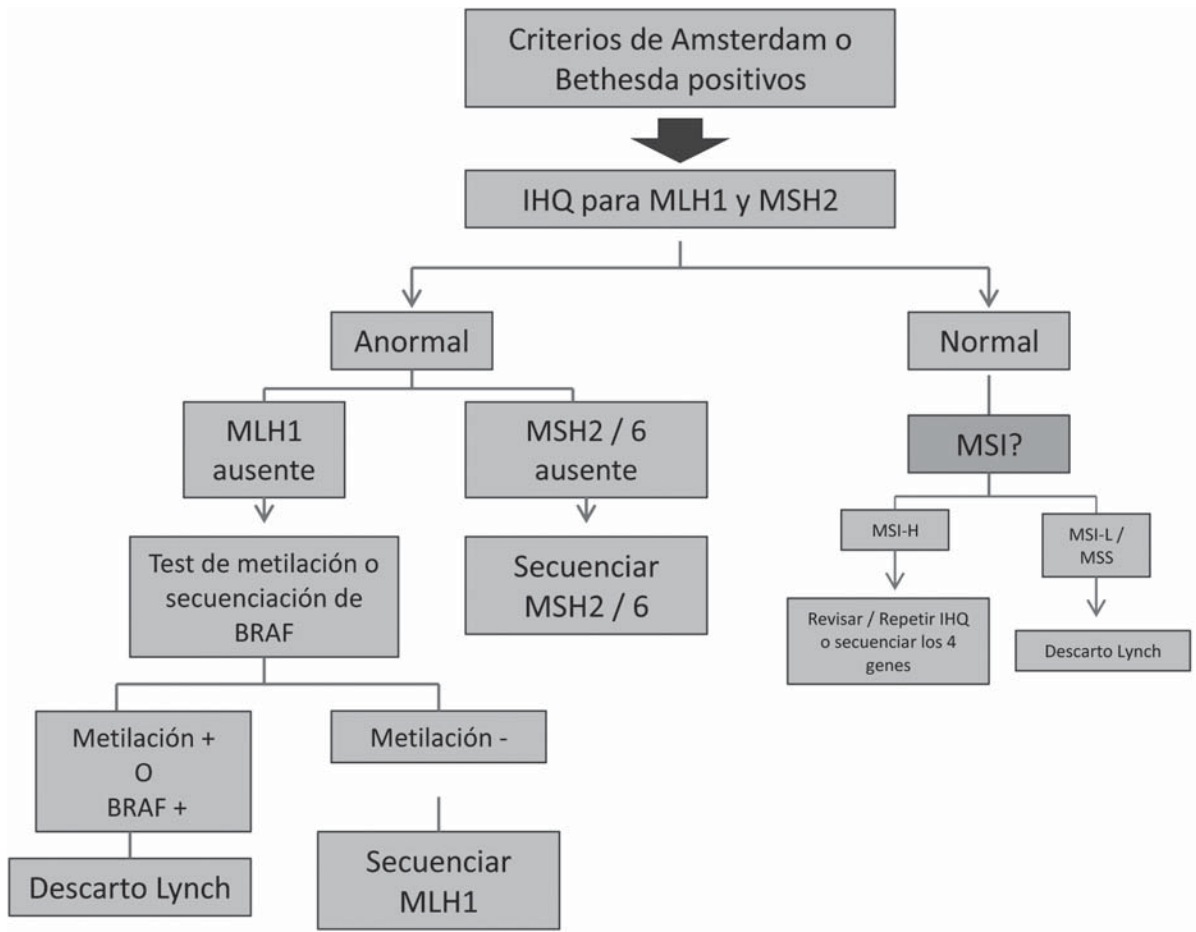 Criterios de Amsterdam o
Bethesda positivos
IHQ para MLH1 y MSH2
Anormal
Normal
MLH1
ausente
MSH2 / 6
ausente
MSI?
MSI-H
MSI-L /
MSS
Test de metilación o
secuenciación de
BRAF
Secuenciar
MSH2 / 6
Revisar / Repetir IHQ
o secuenciar los 4
genes
Descarto Lynch
Metilación +
O
BRAF +
Metilación -
Descarto Lynch
Secuenciar
MLH1